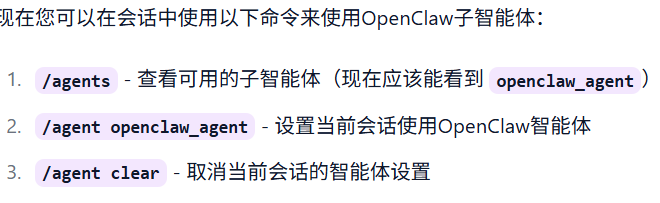 现在您可以在会话中使用以下命令来使用OpenClaw子智能体：
1. /agents - 查看可用的子智能体（现在应该能看到 openclaw_agent）
2. /agent openclaw_agent - 设置当前会话使用OpenClaw智能体
3. /agent clear - 取消当前会话的智能体设置